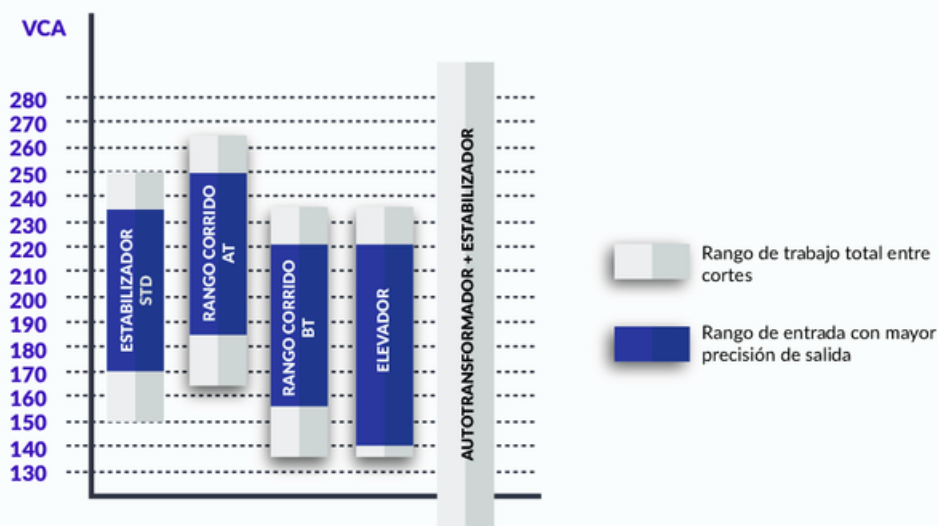 VCA
280
270
260
250
240
230
220
210
200
190
180
170
160
150
140
130
ESTABILIZADOR
STD
RANGO CORRIDO
AT
RANGO CORRIDO
BT
ELEVADOR
AUTOTRANSFORMADOR + ESTABILIZADOR
Rango de trabajo total entre
cortes
Rango de entrada con mayor
precisión de salida